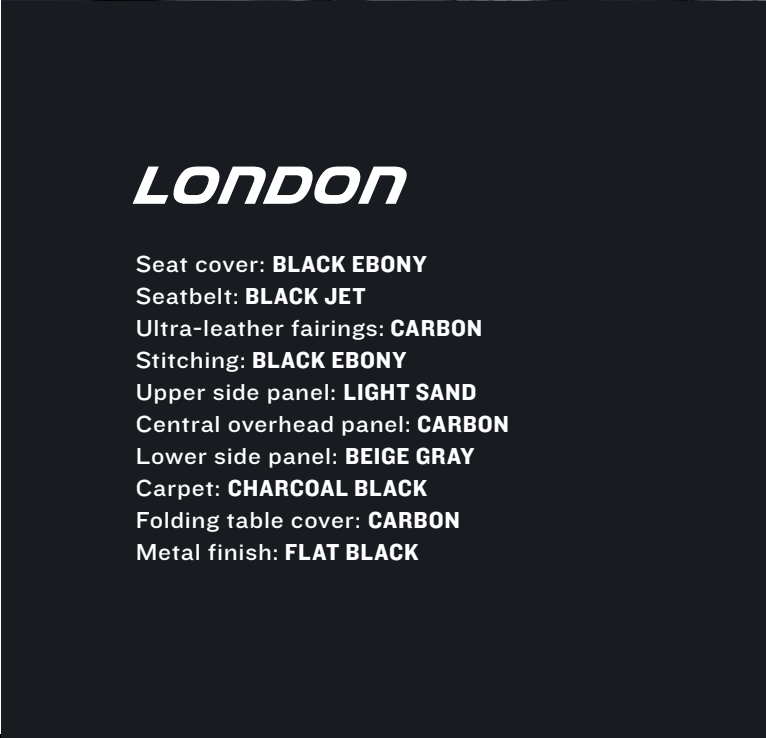 LONDON
Seat cover: BLACK EBONY
Seatbelt: BLACK JET
Ultra-leather fairings: CARBON
Stitching: BLACK EBONY
Upper side panel: LIGHT SAND
Central overhead panel: CARBON
Lower side panel: BEIGE GRAY
Carpet: CHARCOAL BLACK
Folding table cover: CARBON
Metal finish: FLAT BLACK